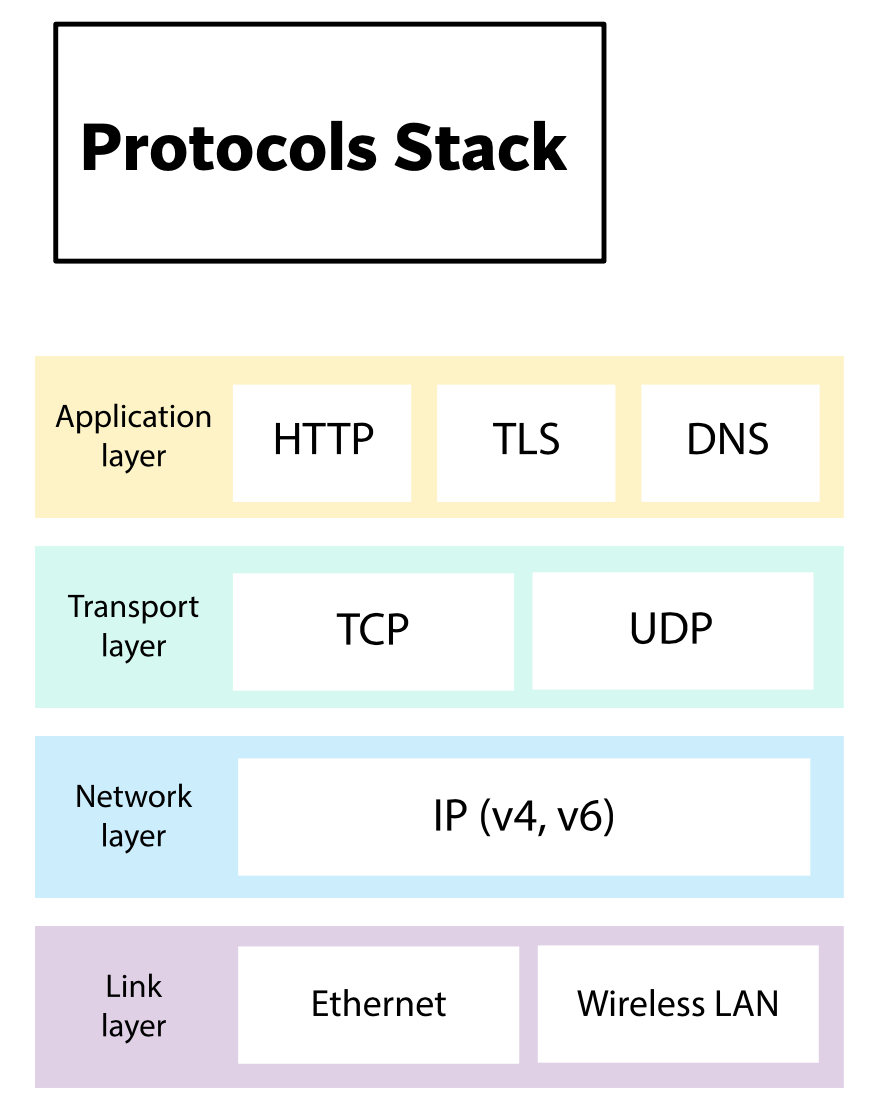 Protocols Stack
Application
layer
HTTP
TLS
DNS
Transport
layer
TCP
UDP
Network
layer
IP (v4, v6)
Link
layer
Ethernet
Wireless LAN